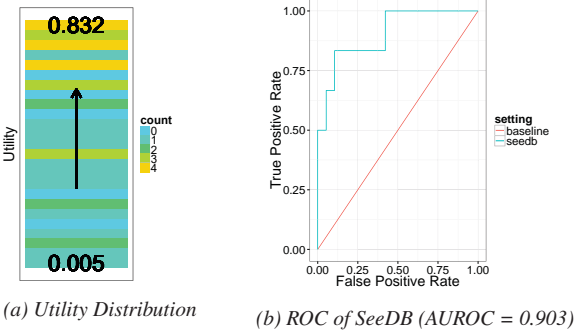 0.832
Utility
0.005
count
0
1
2
3
4
(a) Utility Distribution
1.00
0.75
0.50
0.25
0.00
True Positive Rate
0.00 0.25 0.50 0.75 1.00
False Positive Rate
setting
baseline
seedb
(b) ROC of SeeDB (AUROC = 0.903)